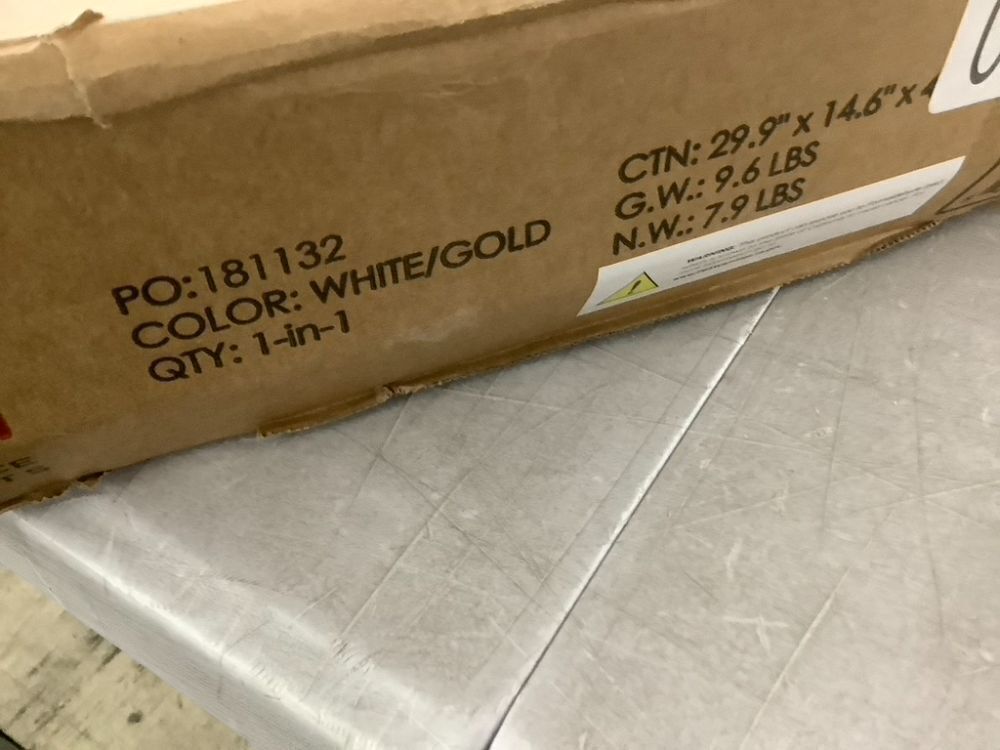 PO:181132
COLOR: WHITE/GOLD
QTY: 1-in-1
CTN: 29.9" x 14.6" x
G.W.: 9.6 LBS
N.W.: 7.9 LBS
WARNING: